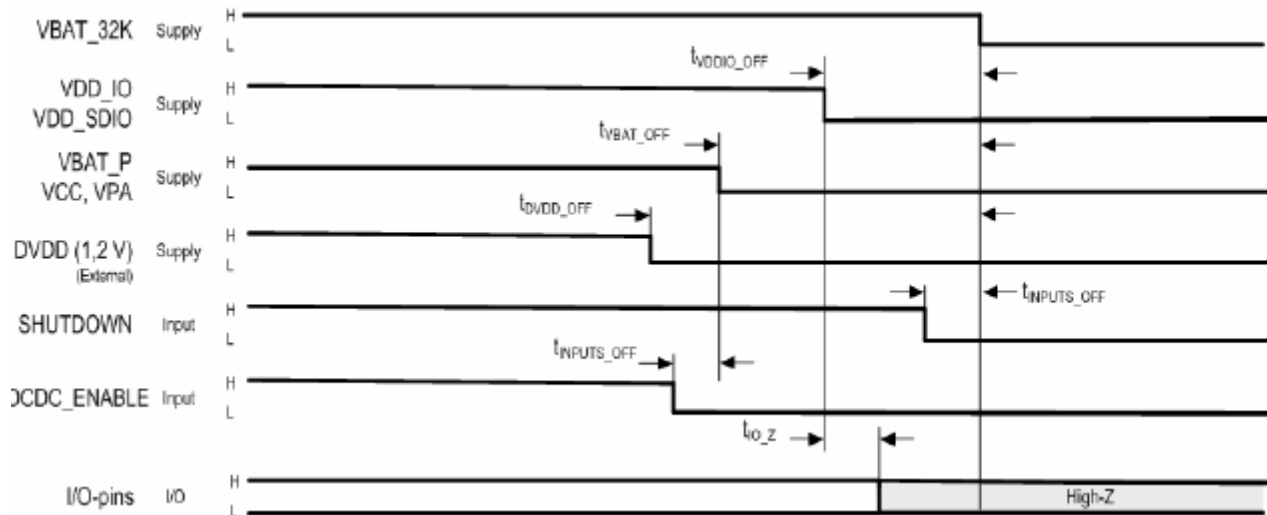 VBAT_32K Supply H L
tVDDIO_OFF
VDD_IO
VDD_SDIO Supply H L
tVBAT_OFF
VBAT_P
VCC, VPA Supply H L
tDVDD_OFF
DVDD (1,2 V) Supply H L
(External)
SHUTDOWN Input H L
tINPUTS_OFF
tINPUTS_OFF
DCDC_ENABLE Input H L
tIO_Z
I/O-pins I/O H L
High-Z